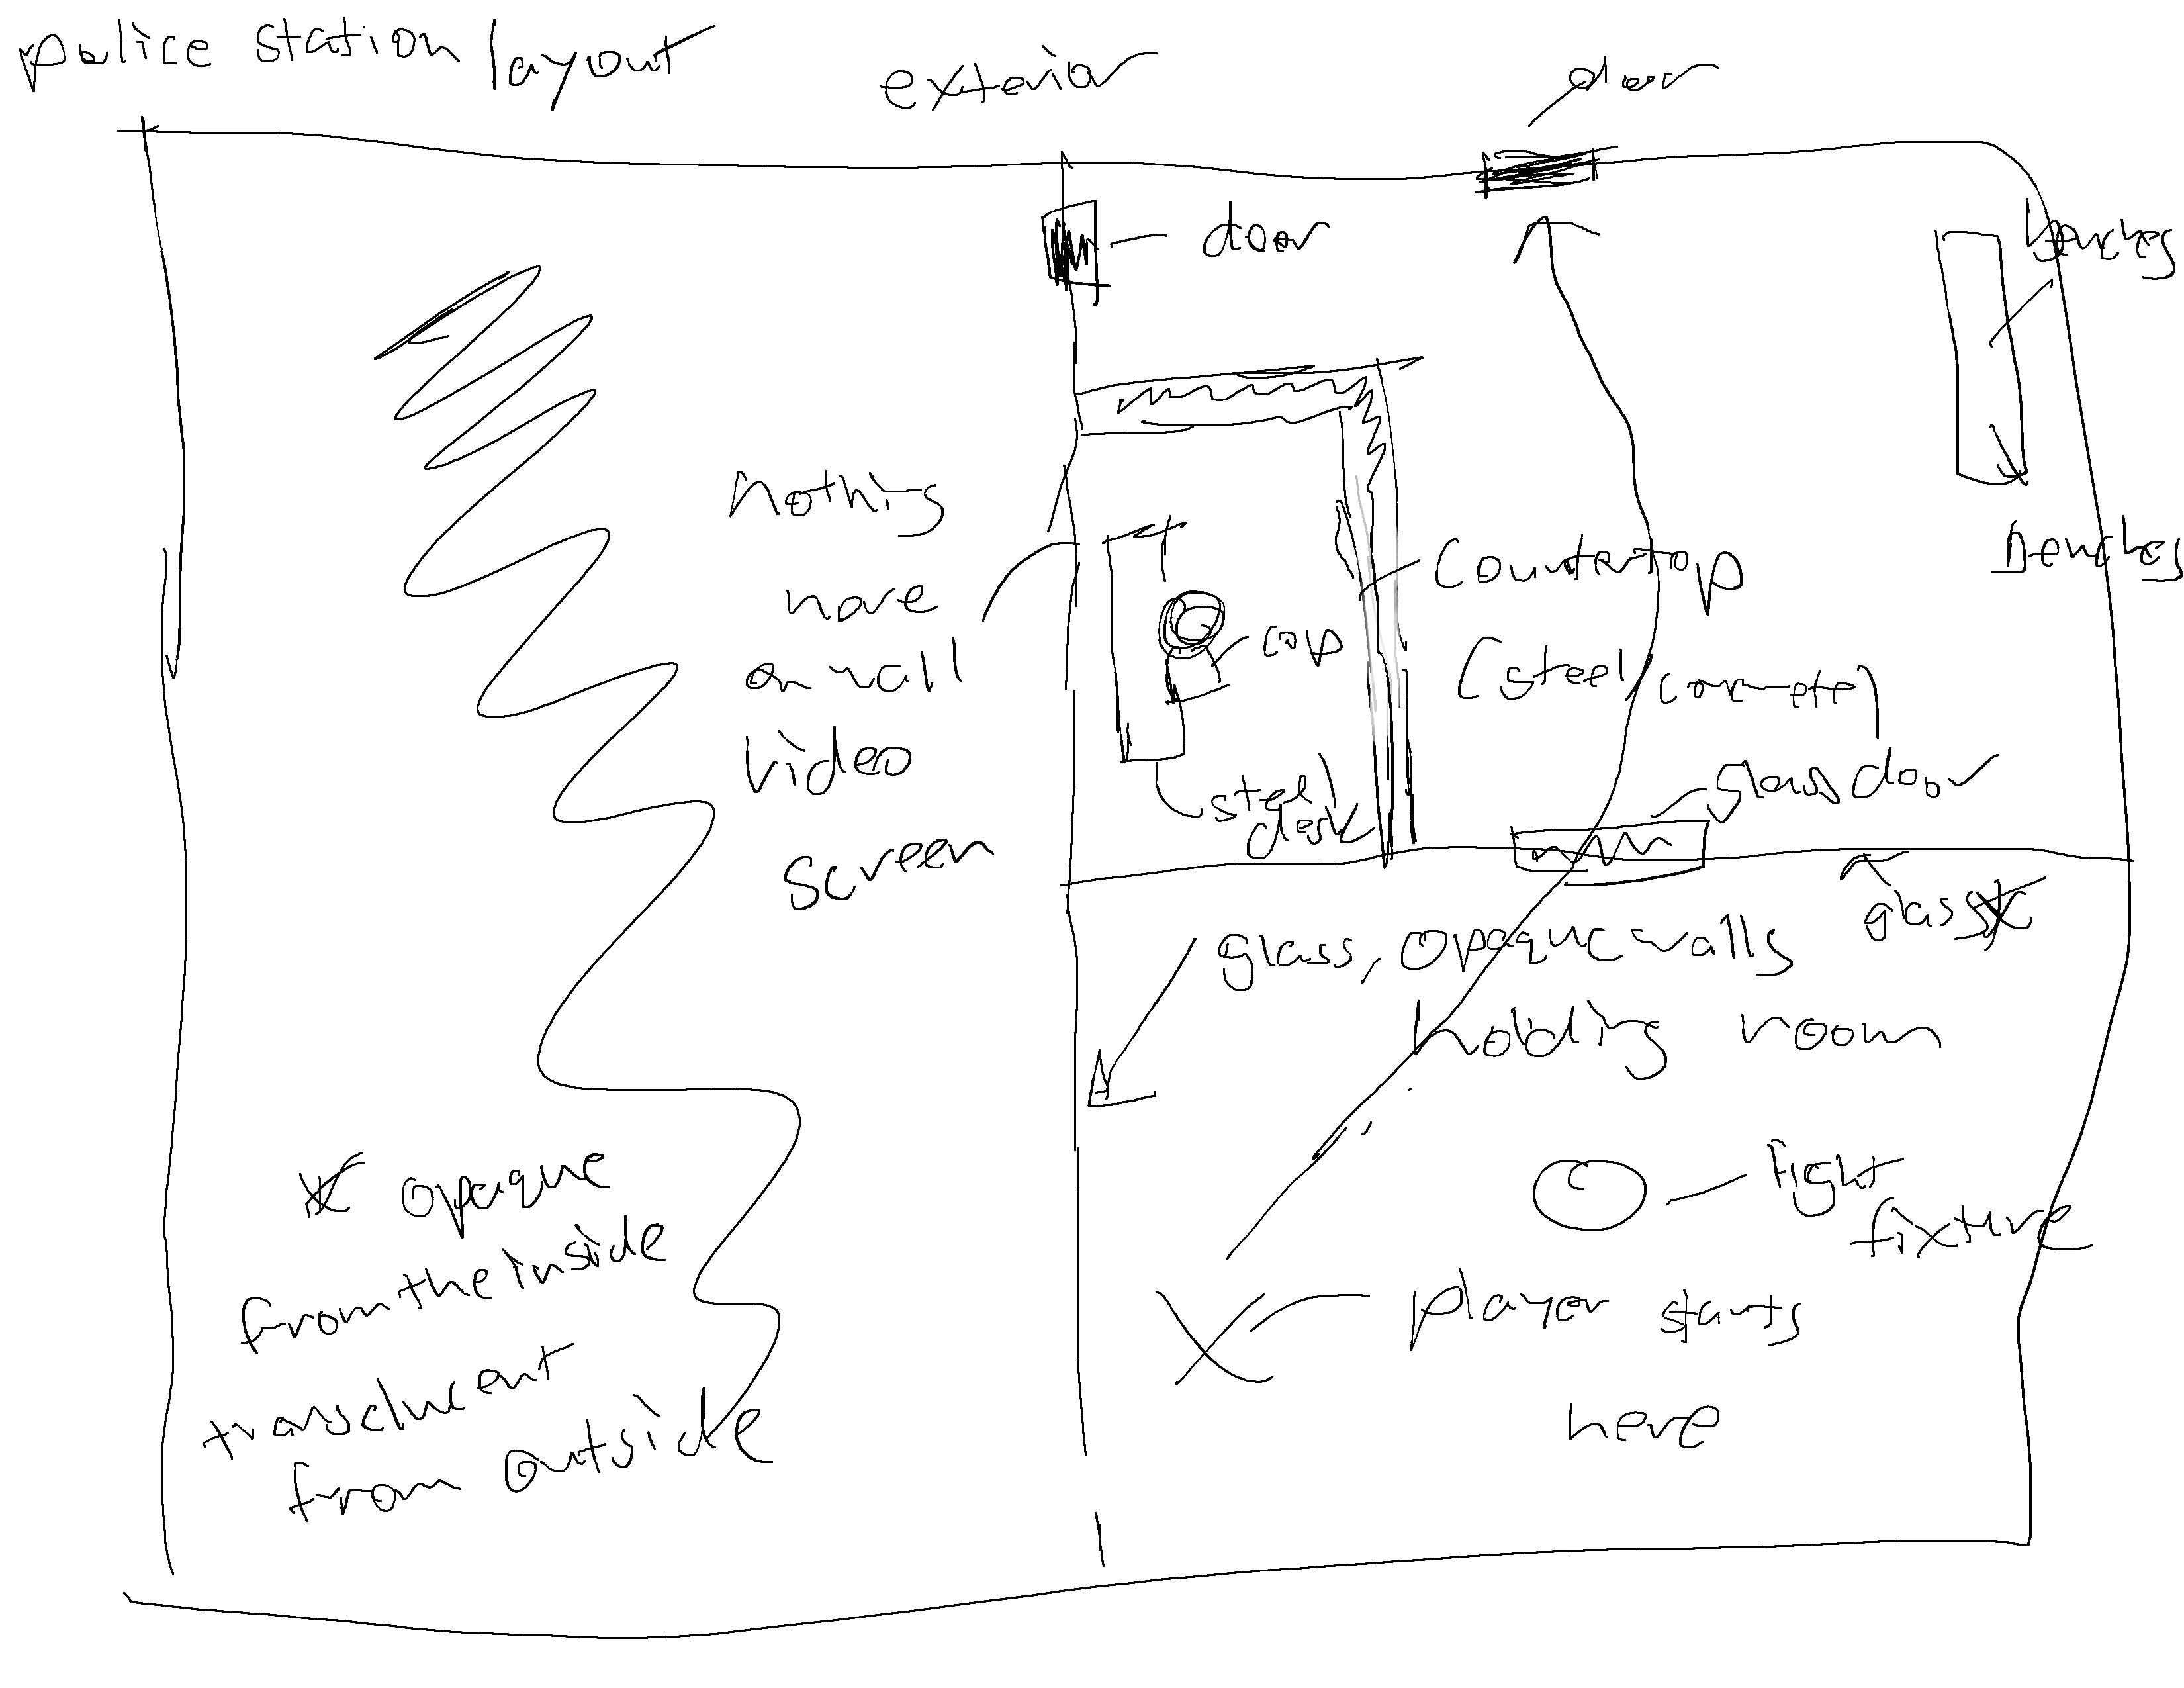 police station layout
exterior
door
door
benches
benches
nothing
here
on wall
video
screen
cop
countertop
(steel/concrete)
steel
desk
glass door
glass*
glass, opaque walls
holding room
light
fixture
player starts
here
* opaque
from the inside
translucent
from outside